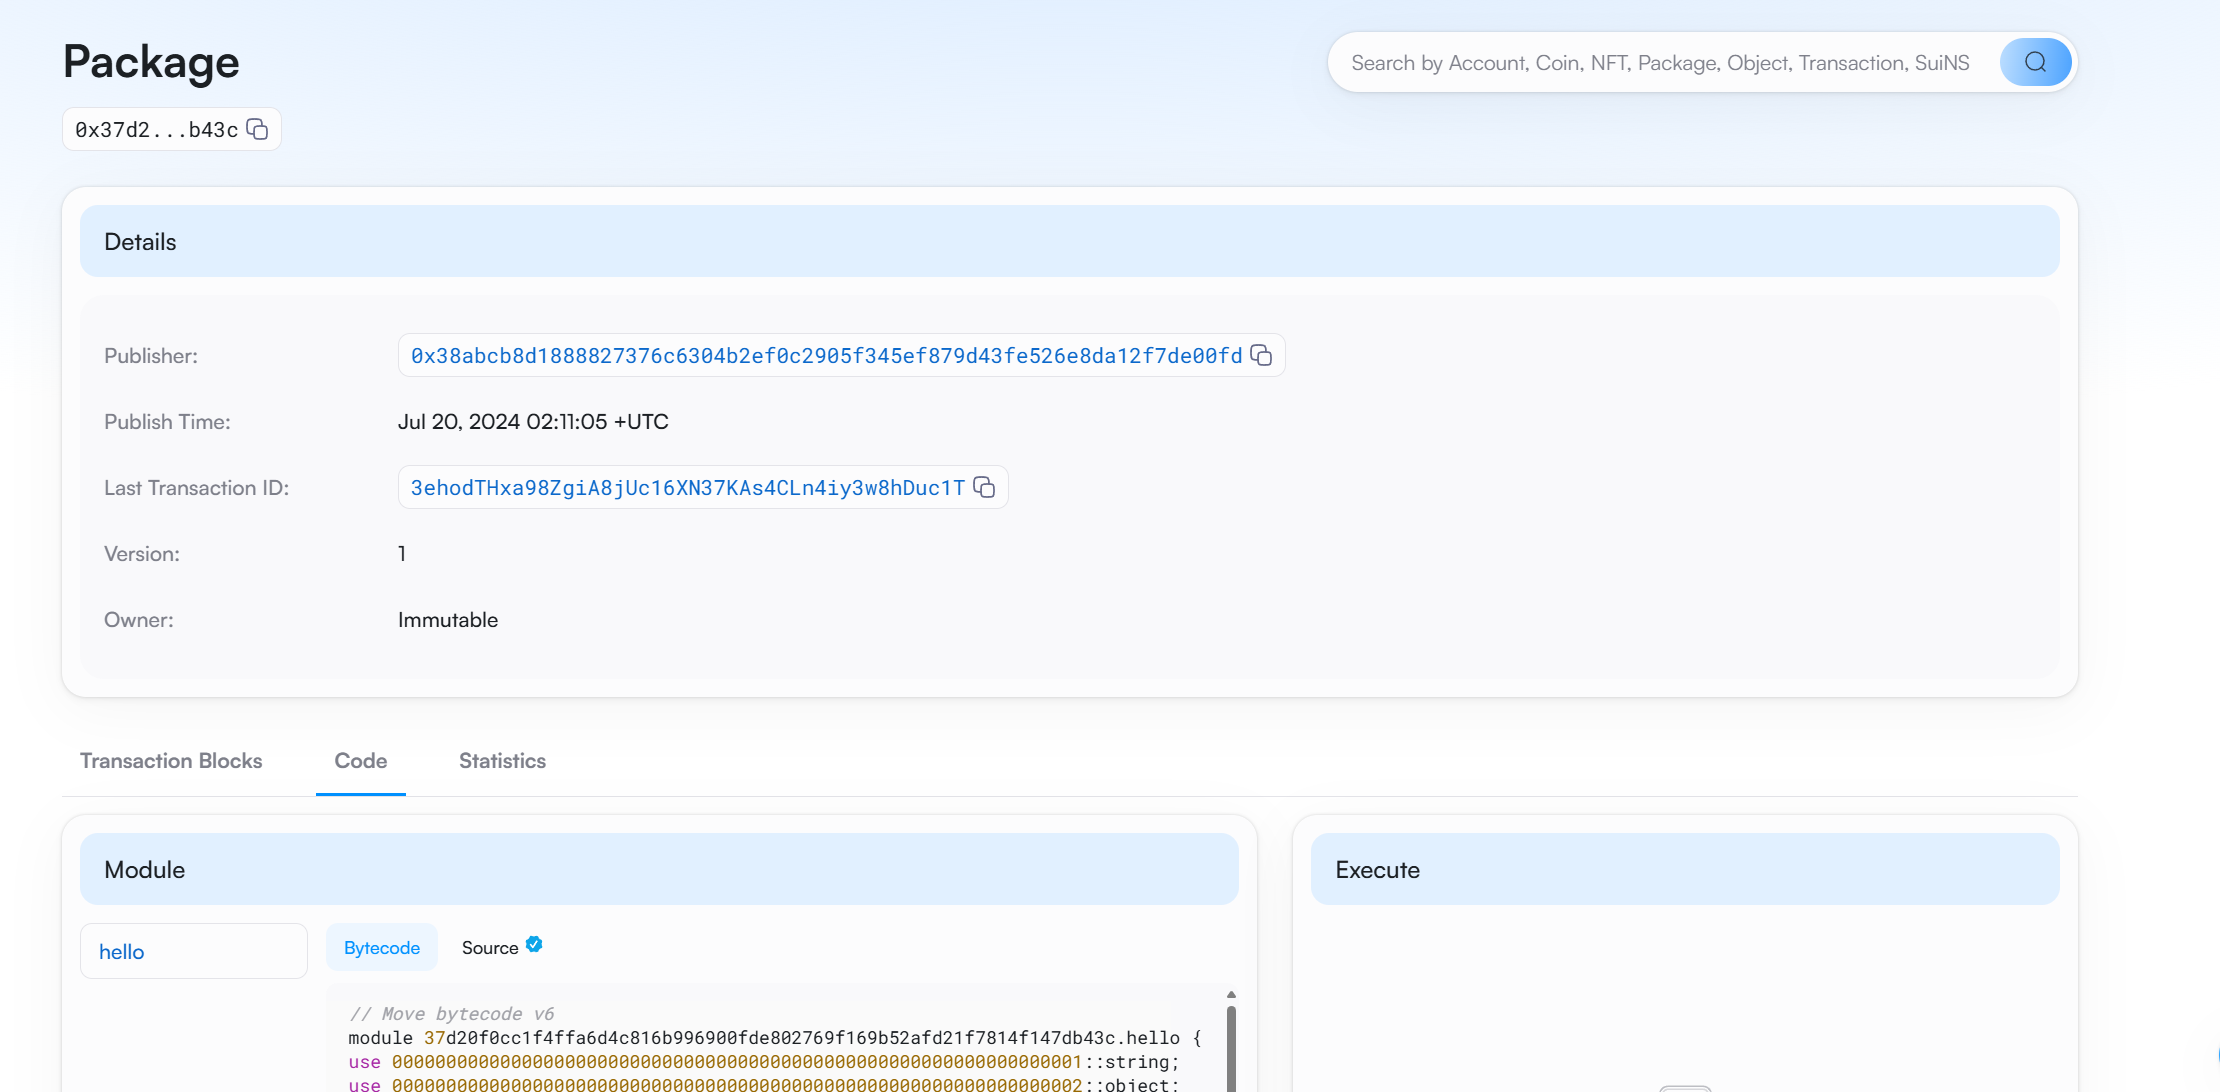 Package
Search by Account, Coin, NFT, Package, Object, Transaction, SuiNS
0x37d2...b43c
Details
Publisher:
0x38abcb8d1888827376c6304b2ef0c2905f345ef879d43fe526e8da12f7de00fd
Publish Time:
Jul 20, 2024 02:11:05 +UTC
Last Transaction ID:
3ehodTHxa98ZgiA8jUc16XN37KAs4CLn4iy3w8hDuc1T
Version:
1
Owner:
Immutable
Transaction Blocks
Code
Statistics
Module
Execute
hello
Bytecode
Source
// Move bytecode v6
module 37d20f0cc1f4ffa6d4c816b996900fde802769f169b52afd21f7814f147db43c.hello {
use 0000000000000000000000000000000000000000000000000000000000000001::string;
use 0000000000000000000000000000000000000000000000000000000000000002::object;